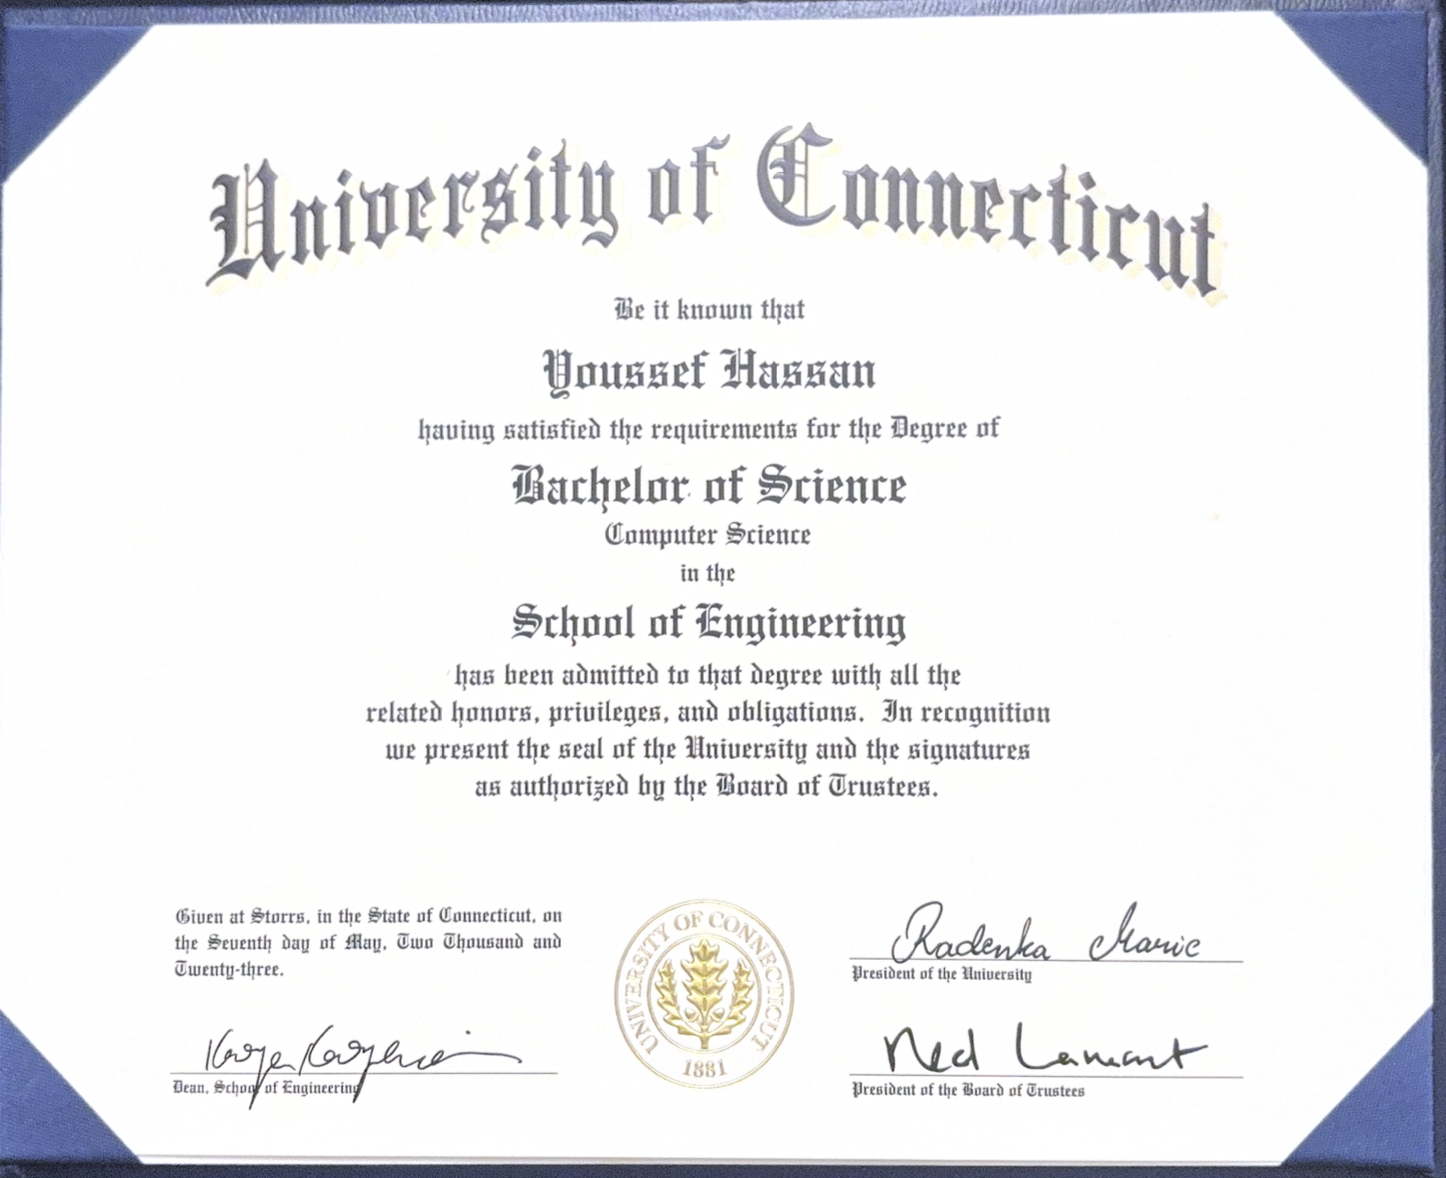 University of Connecticut
Be it known that
Youssef Hassan
having satisfied the requirements for the Degree of
Bachelor of Science
Computer Science
in the
School of Engineering
has been admitted to that degree with all the
related honors, privileges, and obligations. In recognition
we present the seal of the University and the signatures
as authorized by the Board of Trustees.
Given at Storrs, in the State of Connecticut, on
the Seventh day of May, Two Thousand and
Twenty-three.
Dean, School of Engineering
UNIVERSITY OF CONNECTICUT
1881
Radenka Maric
President of the University
Ned Lamont
President of the Board of Trustees